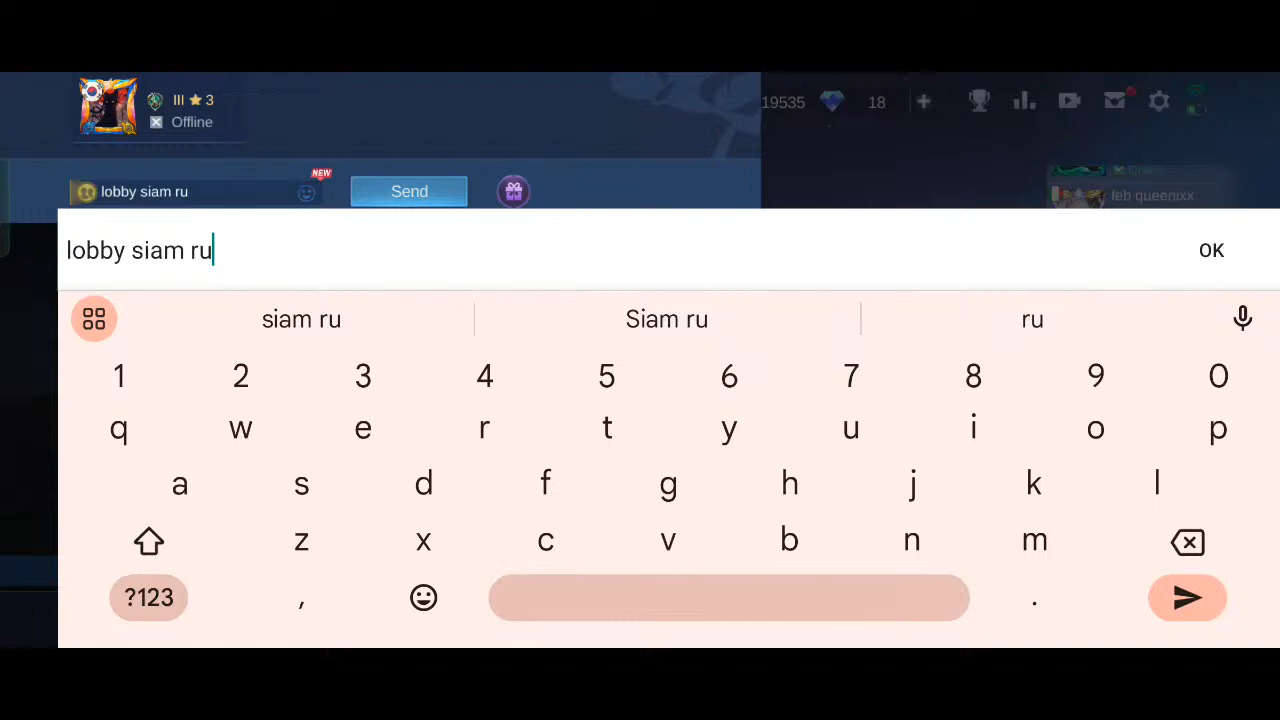 III 3
19535 18
Offline
NEW
lobby siam ru Send
feb queenixx
lobby siam ru OK
siam ru Siam ru ru
1 2 3 4 5 6 7 8 9 0
q w e r t y u i o p
a s d f g h j k l
z x c v b n m
?123 , .